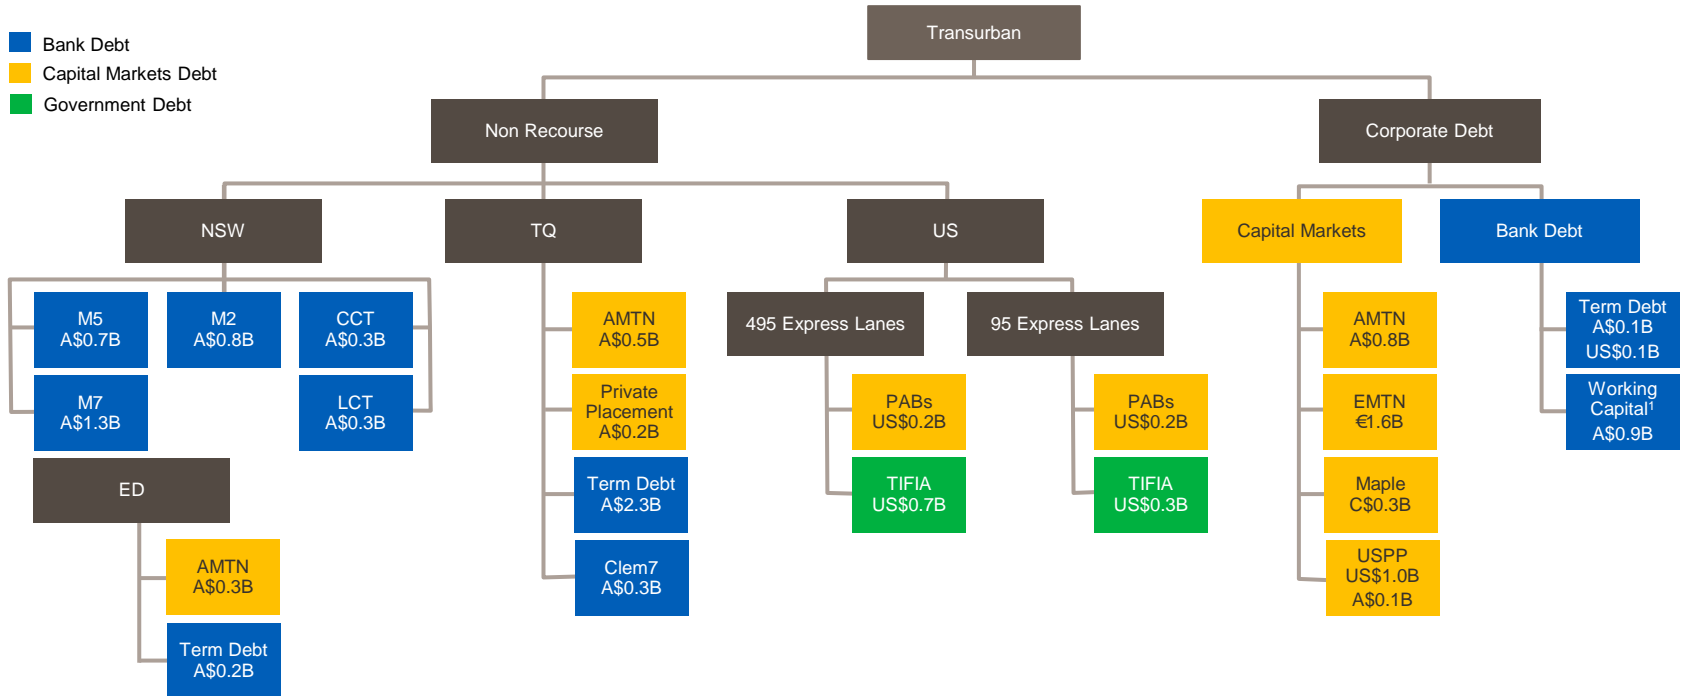 Transurban
Bank Debt
Capital Markets Debt
Government Debt
Non Recourse
Corporate Debt
NSW
TQ
US
Capital Markets
Bank Debt
M5
A$0.7B
M2
A$0.8B
CCT
A$0.3B
M7
A$1.3B
LCT
A$0.3B
ED
AMTN
A$0.3B
Term Debt
A$0.2B
AMTN
A$0.5B
Private
Placement
A$0.2B
Term Debt
A$2.3B
Clem7
A$0.3B
495 Express Lanes
95 Express Lanes
PABs
US$0.2B
TIFIA
US$0.7B
PABs
US$0.2B
TIFIA
US$0.3B
AMTN
A$0.8B
EMTN
€1.6B
Maple
C$0.3B
USPP
US$1.0B
A$0.1B
Term Debt
A$0.1B
US$0.1B
Working
Capital¹
A$0.9B